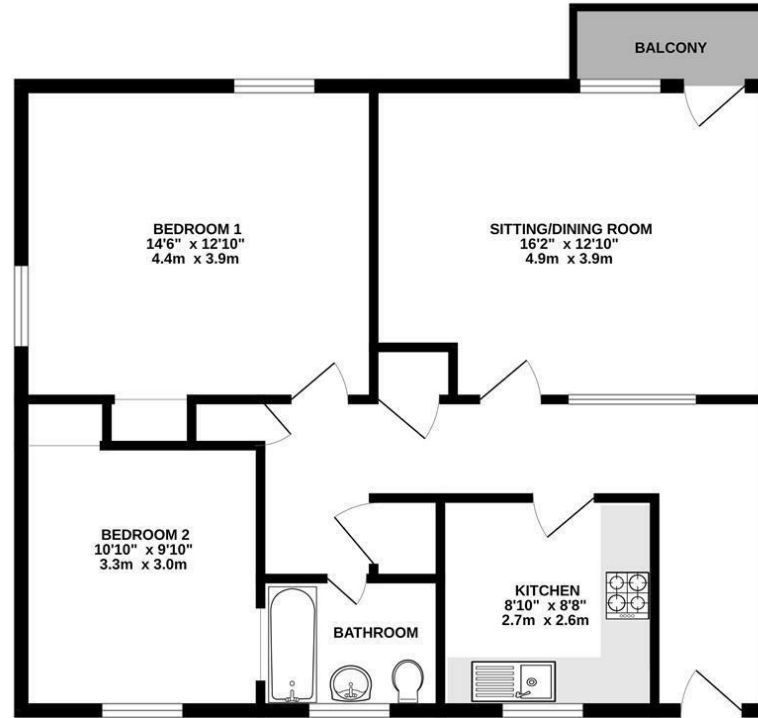 BALCONY
BEDROOM 1
14'6" x 12'10"
4.4m x 3.9m
SITTING/DINING ROOM
16'2" x 12'10"
4.9m x 3.9m
BEDROOM 2
10'10" x 9'10"
3.3m x 3.0m
KITCHEN
8'10" x 8'8"
2.7m x 2.6m
BATHROOM